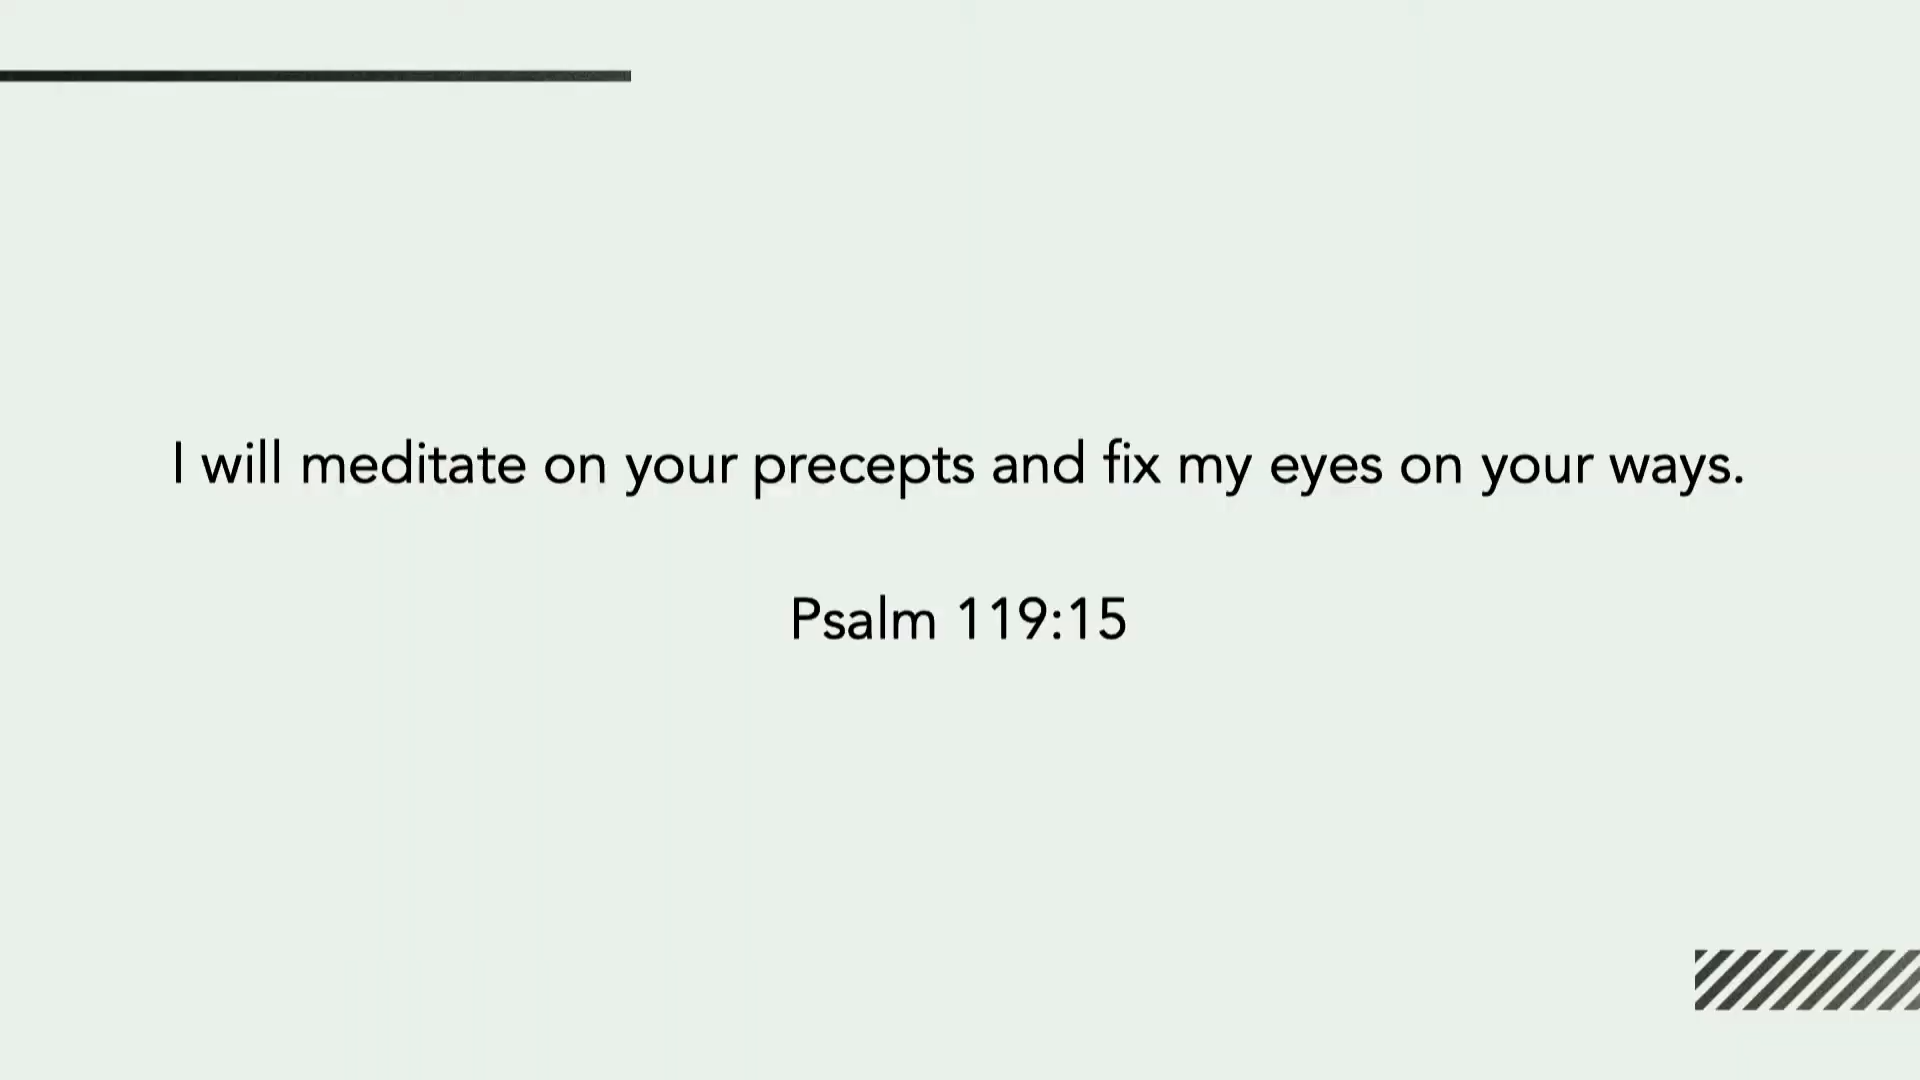 I will meditate on your precepts and fix my eyes on your ways.
Psalm 119:15